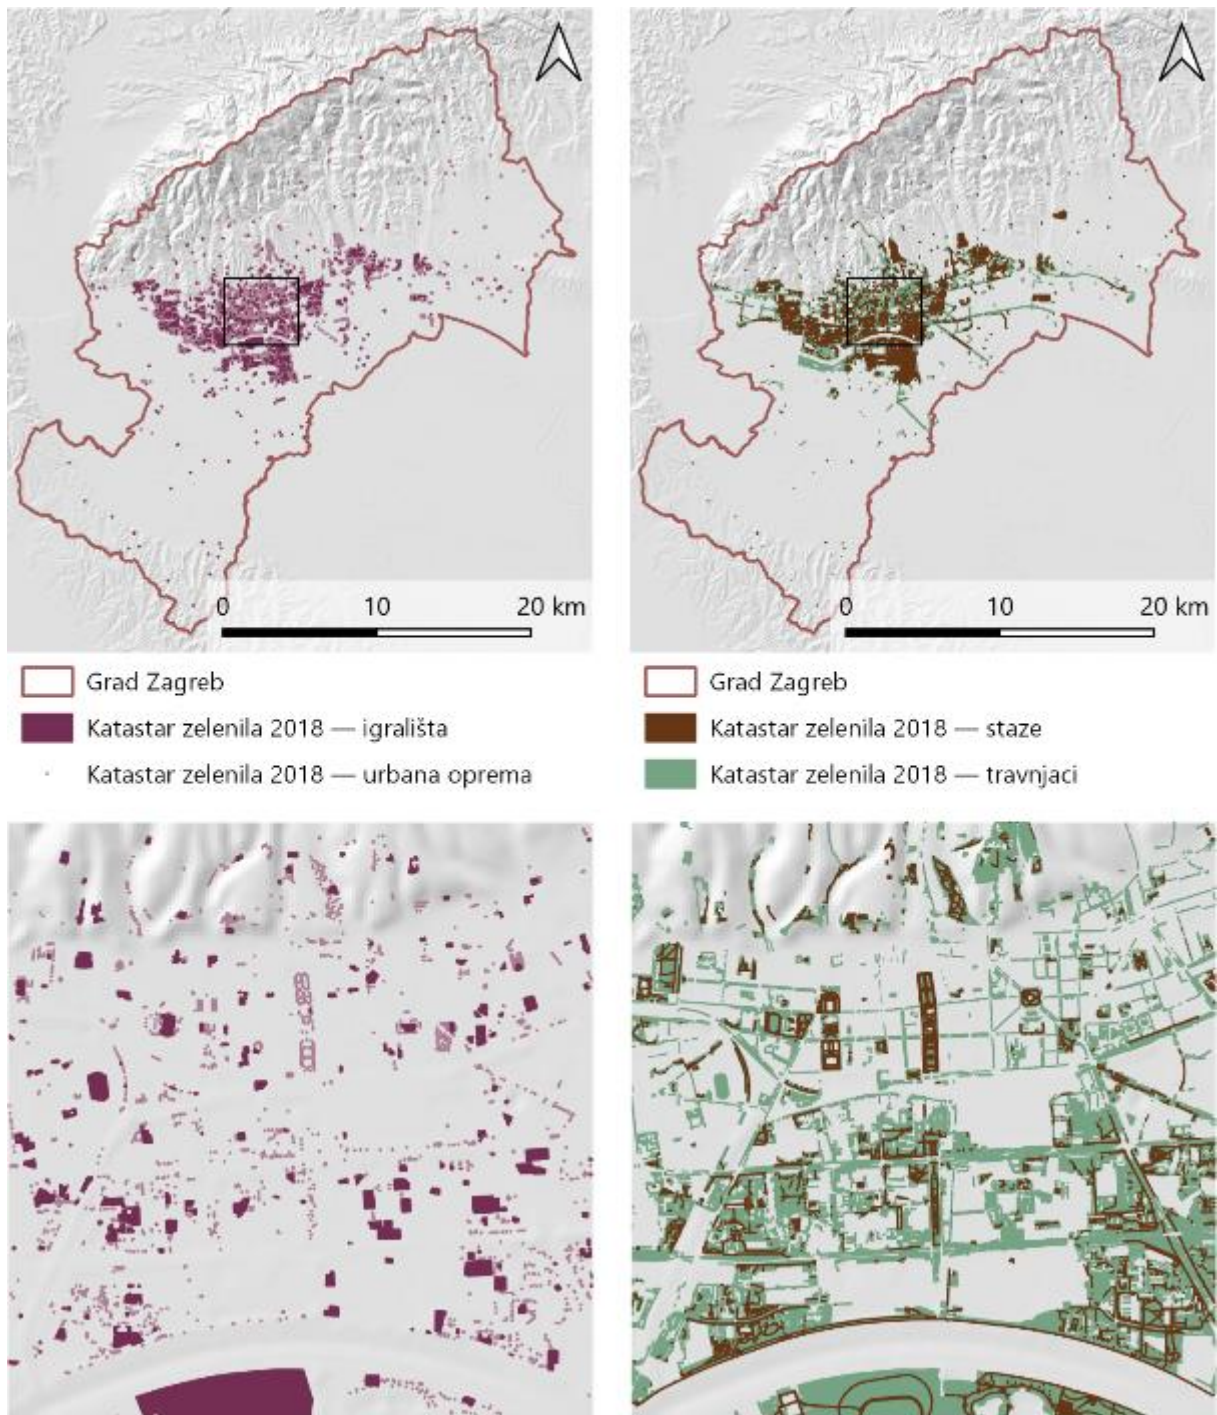 0 10 20 km
0 10 20 km
Grad Zagreb
Katastar zelenila 2018 — igrališta
Katastar zelenila 2018 — urbana oprema
Grad Zagreb
Katastar zelenila 2018 — staze
Katastar zelenila 2018 — travnjaci